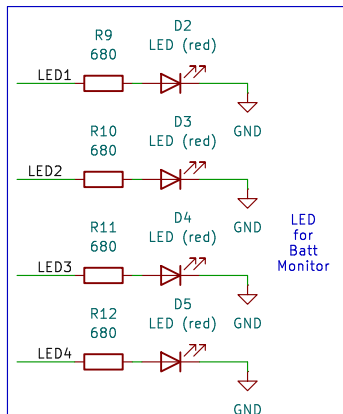 R9
680
D2
LED (red)
LED1
GND
R10
680
D3
LED (red)
LED2
GND
R11
680
D4
LED (red)
LED3
GND
R12
680
D5
LED (red)
LED4
GND
LED
for
Batt
Monitor